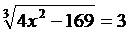 ∛(4x² − 169) = 3